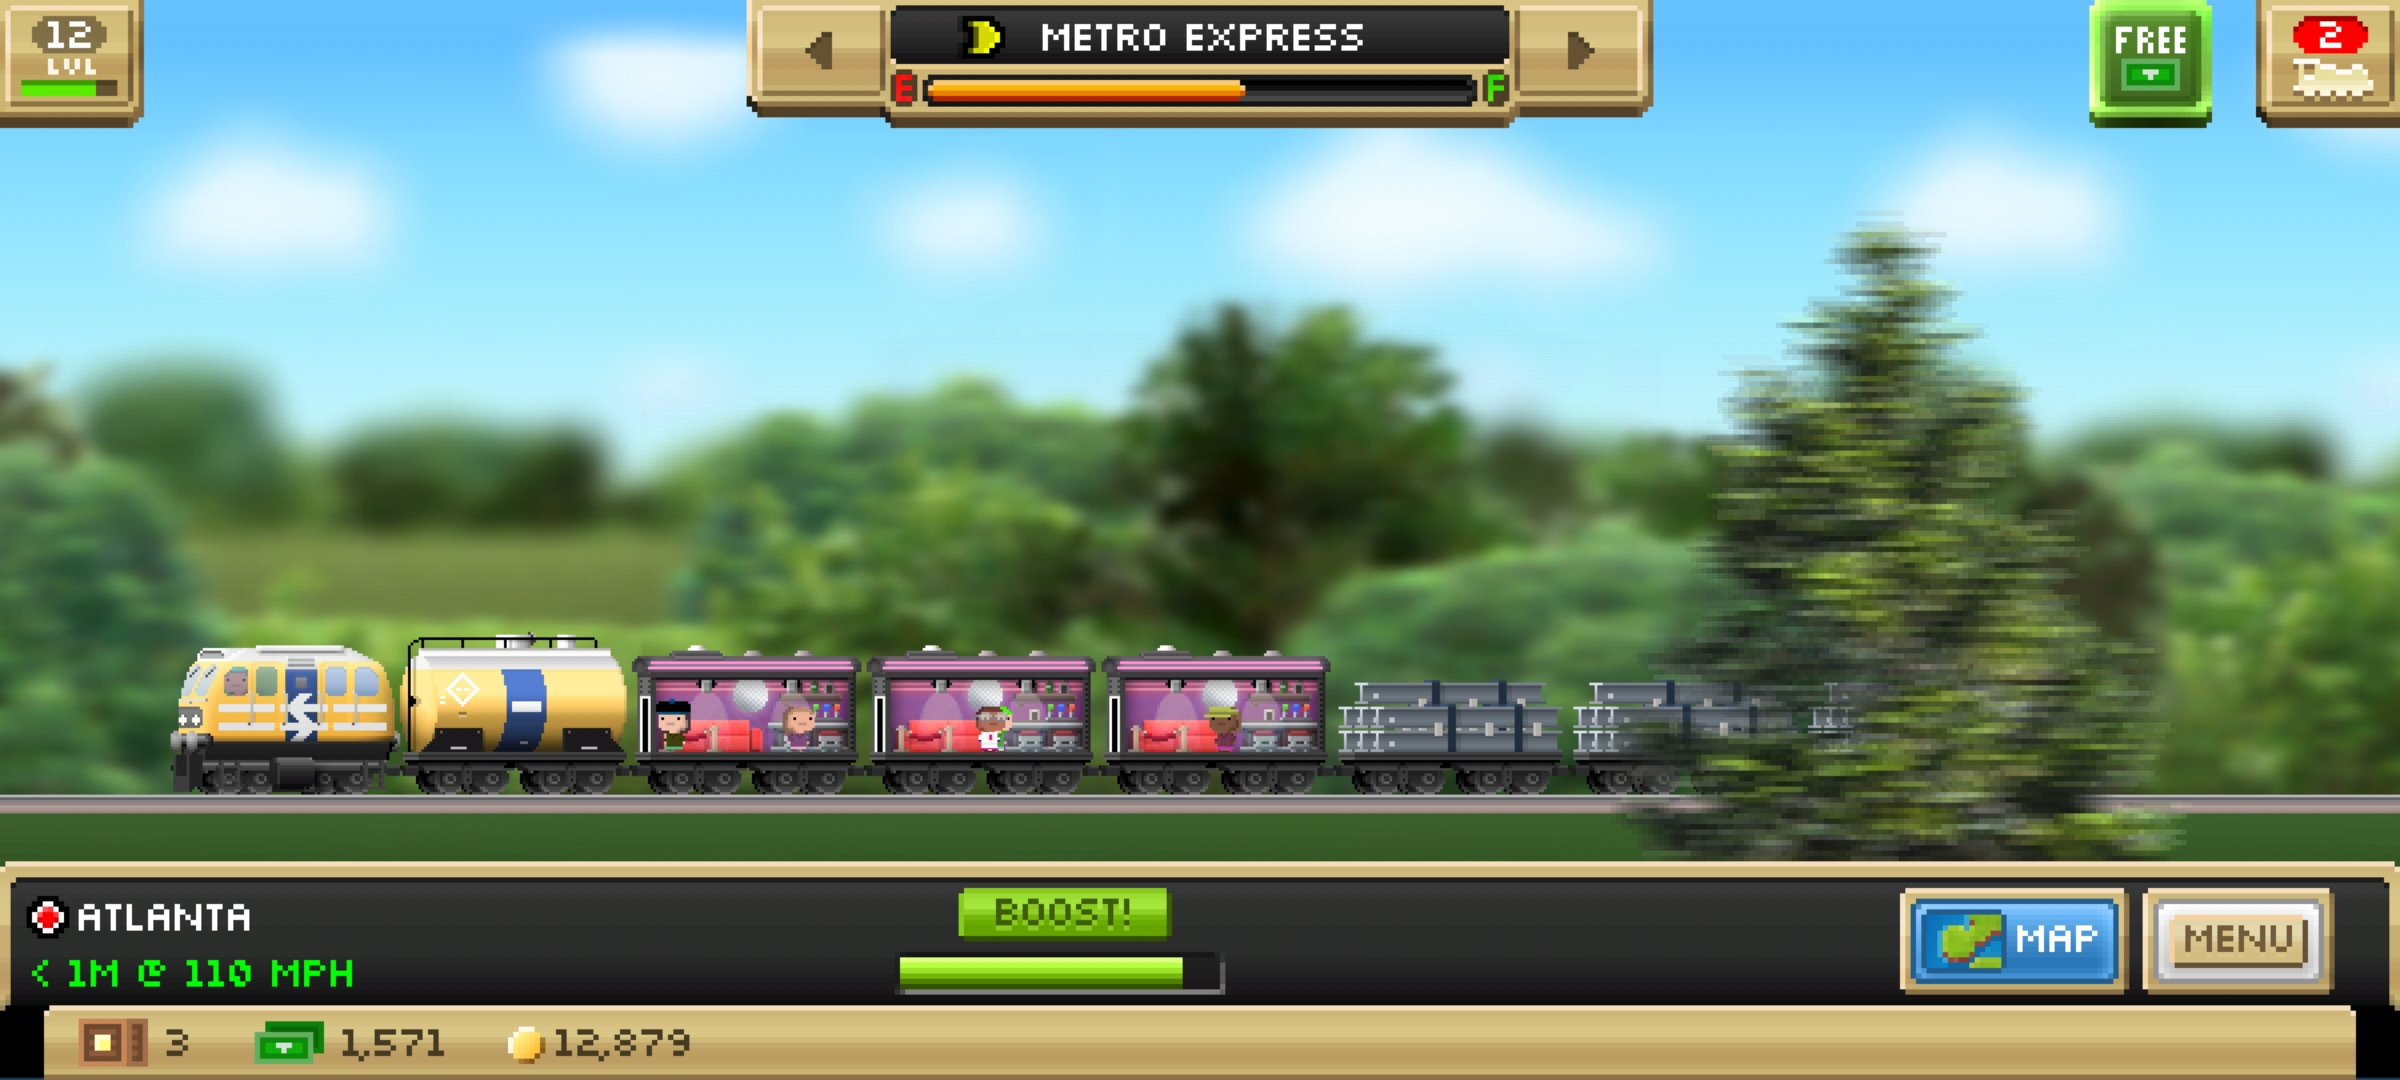 12
LVL
METRO EXPRESS
E F
FREE
2
ATLANTA
< 1M @ 110 MPH
BOOST!
MAP
MENU
3 1,571 12,879